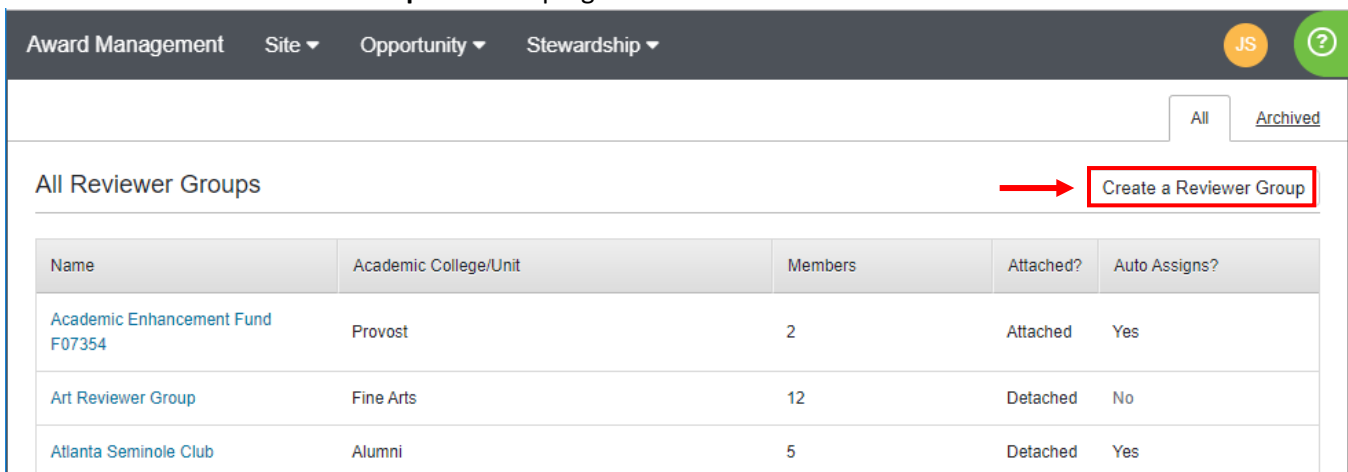 Award Management Site Opportunity Stewardship JS ?
All Archived
All Reviewer Groups Create a Reviewer Group
Name Academic College/Unit Members Attached? Auto Assigns?
Academic Enhancement Fund
F07354 Provost 2 Attached Yes
Art Reviewer Group Fine Arts 12 Detached No
Atlanta Seminole Club Alumni 5 Detached Yes